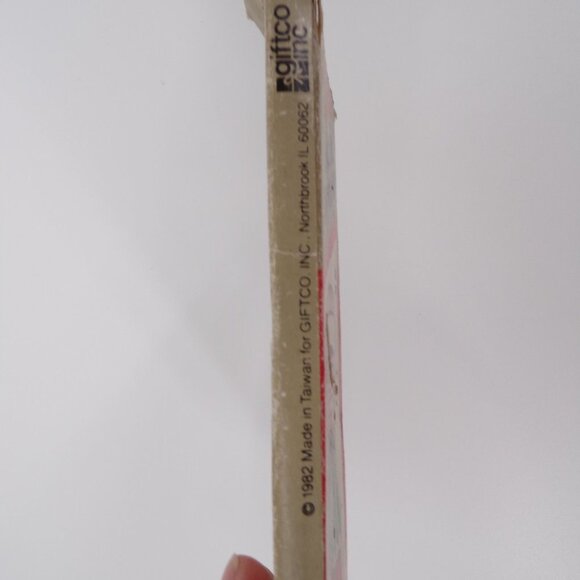 © 1982 Made in Taiwan for GIFTCO. INC. Northbrook IL 60062
giftco
inc